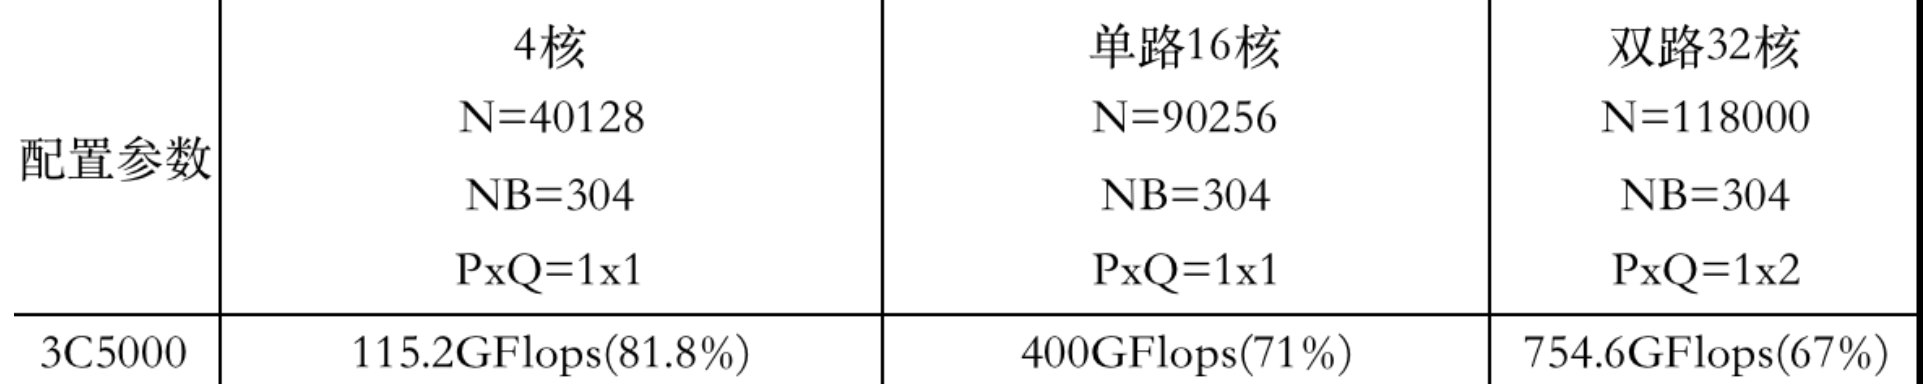 配置参数
4核
N=40128
NB=304
PxQ=1x1
单路16核
N=90256
NB=304
PxQ=1x1
双路32核
N=118000
NB=304
PxQ=1x2
3C5000
115.2GFlops(81.8%)
400GFlops(71%)
754.6GFlops(67%)